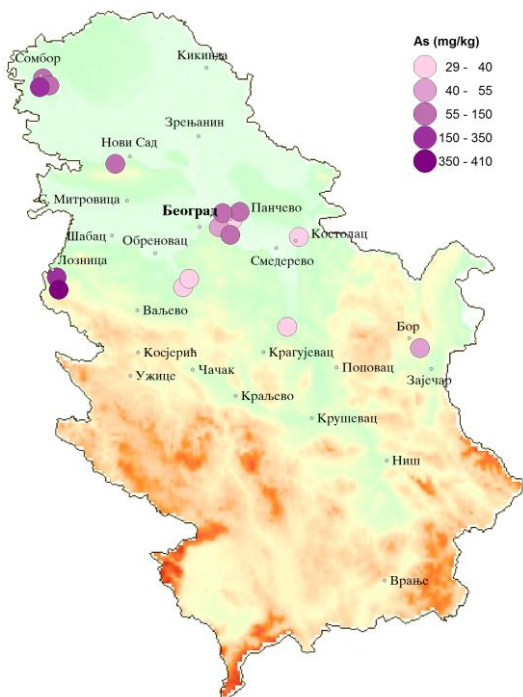 As (mg/kg)
29 - 40
40 - 55
55 - 150
150 - 350
350 - 410
Сомбор
Кикинда
Зрењанин
Нови Сад
С. Митровица
Београд
Панчево
Шабац
Обреновац
Костолац
Смедерево
Лозница
Ваљево
Бор
Косјерић
Крагујевац
Ужице
Чачак
Поповац
Зајечар
Краљево
Крушевац
Ниш
Врање